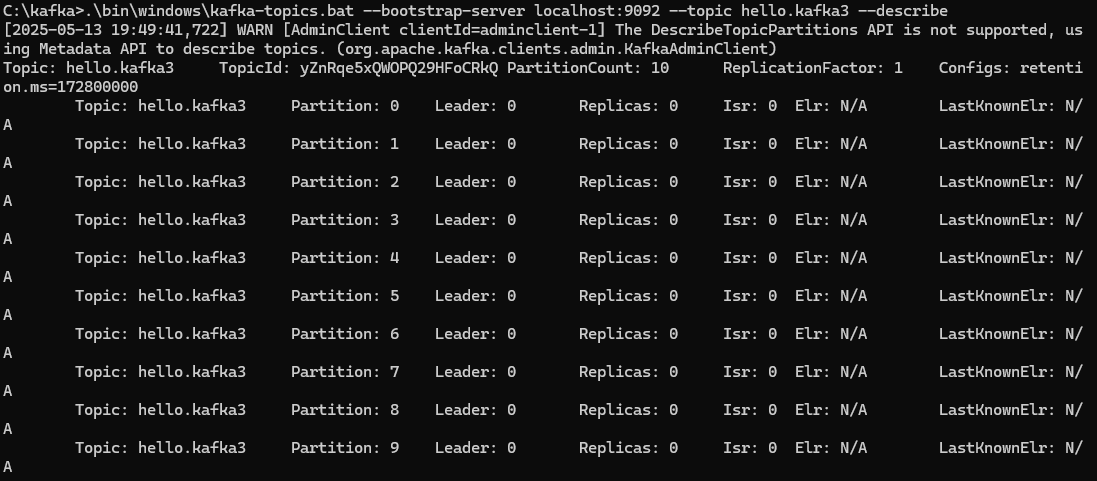 C:\kafka>.\bin\windows\kafka-topics.bat --bootstrap-server localhost:9092 --topic hello.kafka3 --describe
[2025-05-13 19:49:41,722] WARN [AdminClient clientId=adminclient-1] The DescribeTopicPartitions API is not supported, us
ing Metadata API to describe topics. (org.apache.kafka.clients.admin.KafkaAdminClient)
Topic: hello.kafka3     TopicId: yZnRqe5xQWOPQ29HFoCRkQ PartitionCount: 10      ReplicationFactor: 1    Configs: retenti
on.ms=172800000
        Topic: hello.kafka3     Partition: 0    Leader: 0       Replicas: 0     Isr: 0  Elr: N/A        LastKnownElr: N/
A
        Topic: hello.kafka3     Partition: 1    Leader: 0       Replicas: 0     Isr: 0  Elr: N/A        LastKnownElr: N/
A
        Topic: hello.kafka3     Partition: 2    Leader: 0       Replicas: 0     Isr: 0  Elr: N/A        LastKnownElr: N/
A
        Topic: hello.kafka3     Partition: 3    Leader: 0       Replicas: 0     Isr: 0  Elr: N/A        LastKnownElr: N/
A
        Topic: hello.kafka3     Partition: 4    Leader: 0       Replicas: 0     Isr: 0  Elr: N/A        LastKnownElr: N/
A
        Topic: hello.kafka3     Partition: 5    Leader: 0       Replicas: 0     Isr: 0  Elr: N/A        LastKnownElr: N/
A
        Topic: hello.kafka3     Partition: 6    Leader: 0       Replicas: 0     Isr: 0  Elr: N/A        LastKnownElr: N/
A
        Topic: hello.kafka3     Partition: 7    Leader: 0       Replicas: 0     Isr: 0  Elr: N/A        LastKnownElr: N/
A
        Topic: hello.kafka3     Partition: 8    Leader: 0       Replicas: 0     Isr: 0  Elr: N/A        LastKnownElr: N/
A
        Topic: hello.kafka3     Partition: 9    Leader: 0       Replicas: 0     Isr: 0  Elr: N/A        LastKnownElr: N/
A